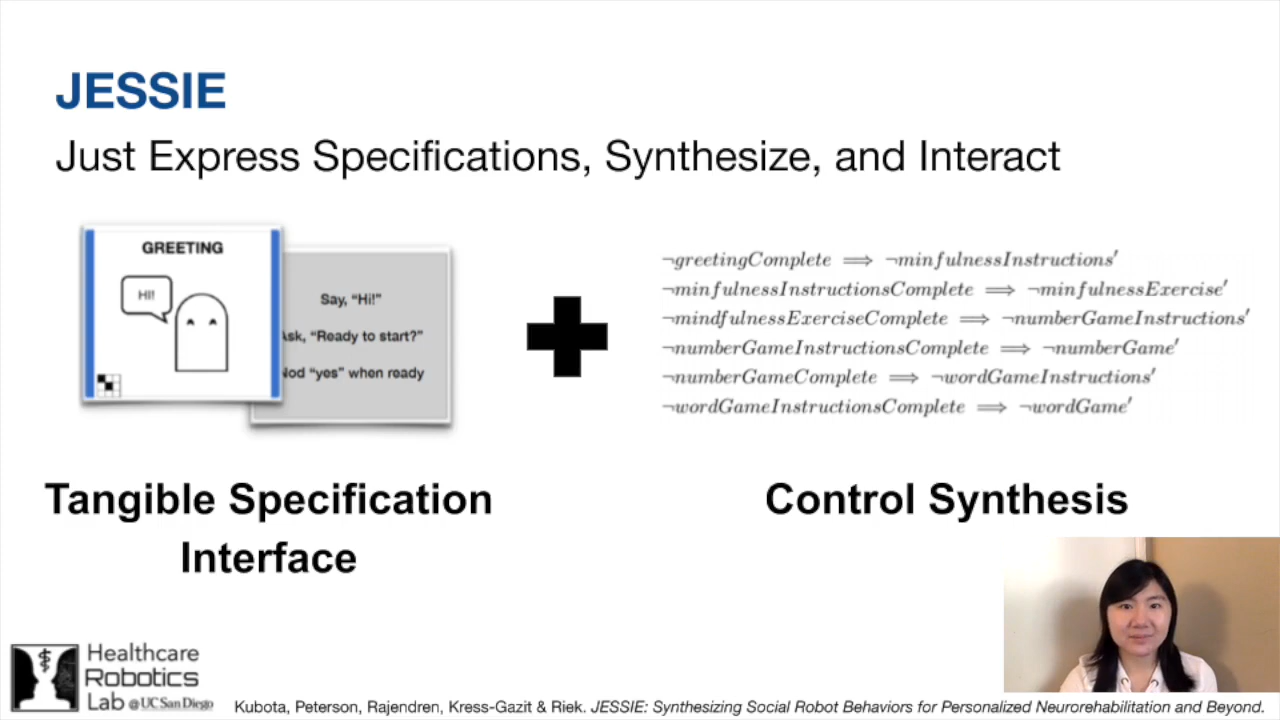 JESSIE
Just Express Specifications, Synthesize, and Interact
GREETING
HI!
Say, “Hi!”
Ask, “Ready to start?”
Nod “yes” when ready
¬greetingComplete ⟹ ¬minfulnessInstructions′
¬minfulnessInstructionsComplete ⟹ ¬minfulnessExercise′
¬mindfulnessExerciseComplete ⟹ ¬numberGameInstructions′
¬numberGameInstructionsComplete ⟹ ¬numberGame′
¬numberGameComplete ⟹ ¬wordGameInstructions′
¬wordGameInstructionsComplete ⟹ ¬wordGame′
Tangible Specification
Interface
Control Synthesis
Healthcare
Robotics
Lab @ UC San Diego
Kubota, Peterson, Rajendren, Kress-Gazit & Riek. JESSIE: Synthesizing Social Robot Behaviors for Personalized Neurorehabilitation and Beyond.